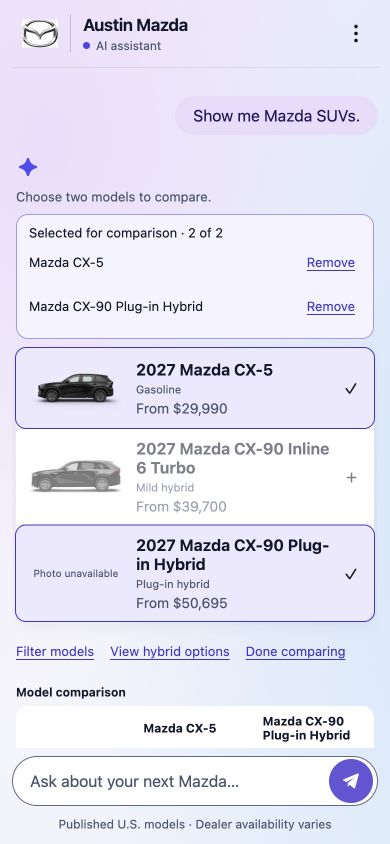 Austin Mazda
AI assistant
Show me Mazda SUVs.
Choose two models to compare.
Selected for comparison · 2 of 2
Mazda CX-5
Remove
Mazda CX-90 Plug-in Hybrid
Remove
2027 Mazda CX-5
Gasoline
From $29,990
2027 Mazda CX-90 Inline
6 Turbo
Mild hybrid
From $39,700
Photo unavailable
2027 Mazda CX-90 Plug-
in Hybrid
Plug-in hybrid
From $50,695
Filter models
View hybrid options
Done comparing
Model comparison
Mazda CX-5
Mazda CX-90
Plug-in Hybrid
Ask about your next Mazda...
Published U.S. models · Dealer availability varies